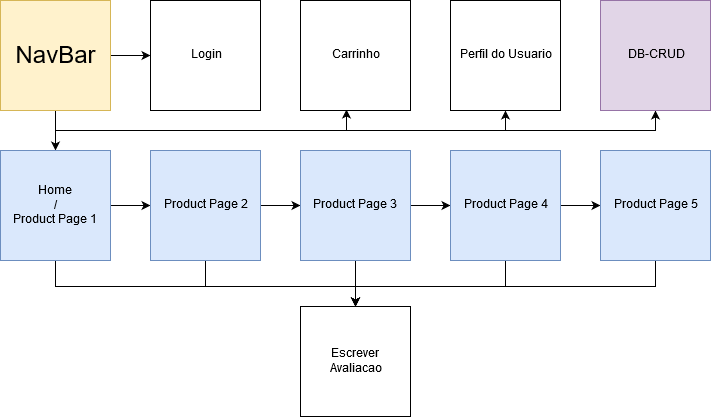 NavBar
Login
Carrinho
Perfil do Usuario
DB-CRUD
Home
/
Product Page 1
Product Page 2
Product Page 3
Product Page 4
Product Page 5
Escrever
Avaliacao